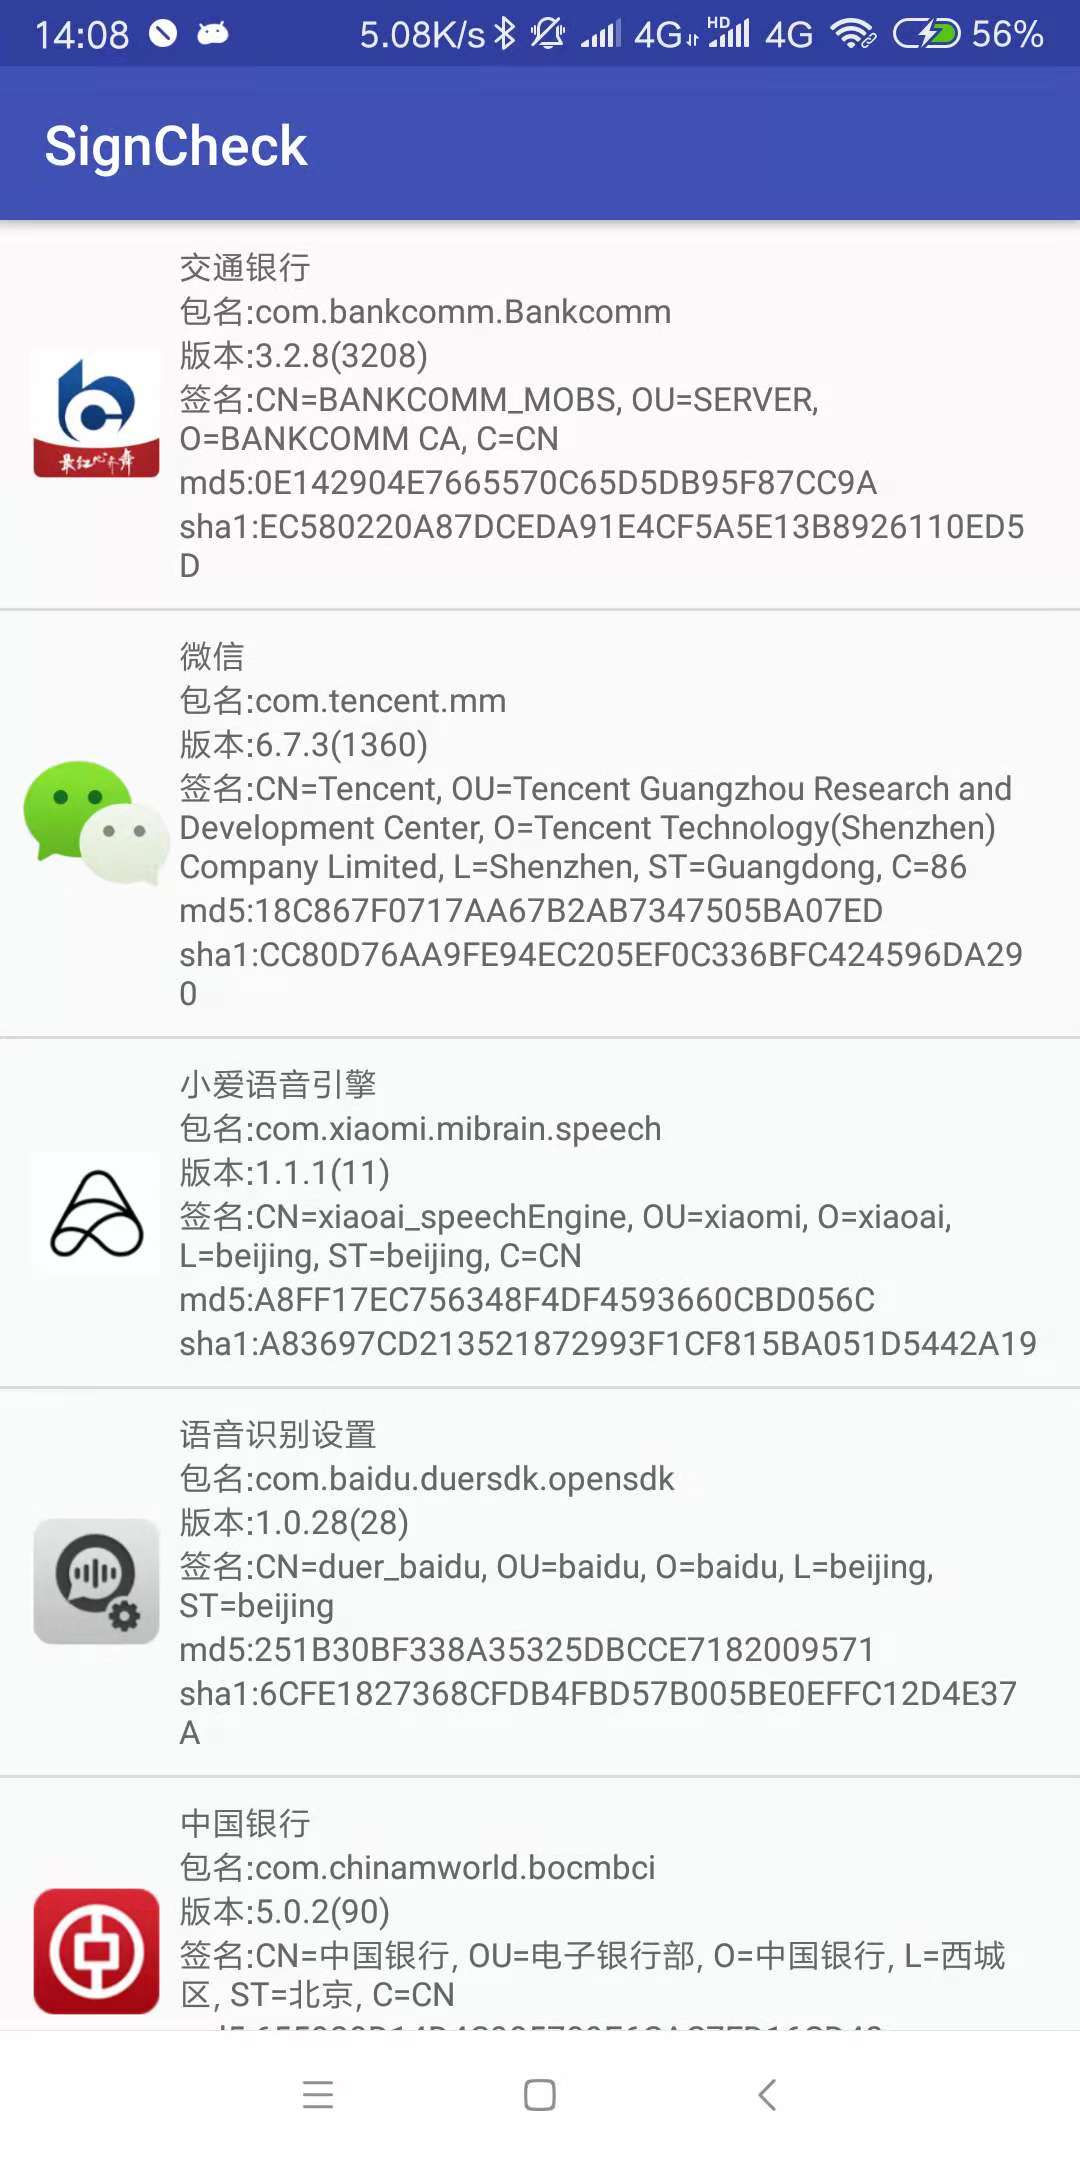 14:08
5.08K/s 4G HD 4G 56%
SignCheck
交通银行
包名:com.bankcomm.Bankcomm
版本:3.2.8(3208)
签名:CN=BANKCOMM_MOBS, OU=SERVER,
O=BANKCOMM CA, C=CN
md5:0E142904E7665570C65D5DB95F87CC9A
sha1:EC580220A87DCEDA91E4CF5A5E13B8926110ED5
D
微信
包名:com.tencent.mm
版本:6.7.3(1360)
签名:CN=Tencent, OU=Tencent Guangzhou Research and
Development Center, O=Tencent Technology(Shenzhen)
Company Limited, L=Shenzhen, ST=Guangdong, C=86
md5:18C867F0717AA67B2AB7347505BA07ED
sha1:CC80D76AA9FE94EC205EF0C336BFC424596DA29
0
小爱语音引擎
包名:com.xiaomi.mibrain.speech
版本:1.1.1(11)
签名:CN=xiaoai_speechEngine, OU=xiaomi, O=xiaoai,
L=beijing, ST=beijing, C=CN
md5:A8FF17EC756348F4DF4593660CBD056C
sha1:A83697CD213521872993F1CF815BA051D5442A19
语音识别设置
包名:com.baidu.duersdk.opensdk
版本:1.0.28(28)
签名:CN=duer_baidu, OU=baidu, O=baidu, L=beijing,
ST=beijing
md5:251B30BF338A35325DBCCE7182009571
sha1:6CFE1827368CFDB4FBD57B005BE0EFFC12D4E37
A
中国银行
包名:com.chinamworld.bocmbci
版本:5.0.2(90)
签名:CN=中国银行, OU=电子银行部, O=中国银行, L=西城
区, ST=北京, C=CN